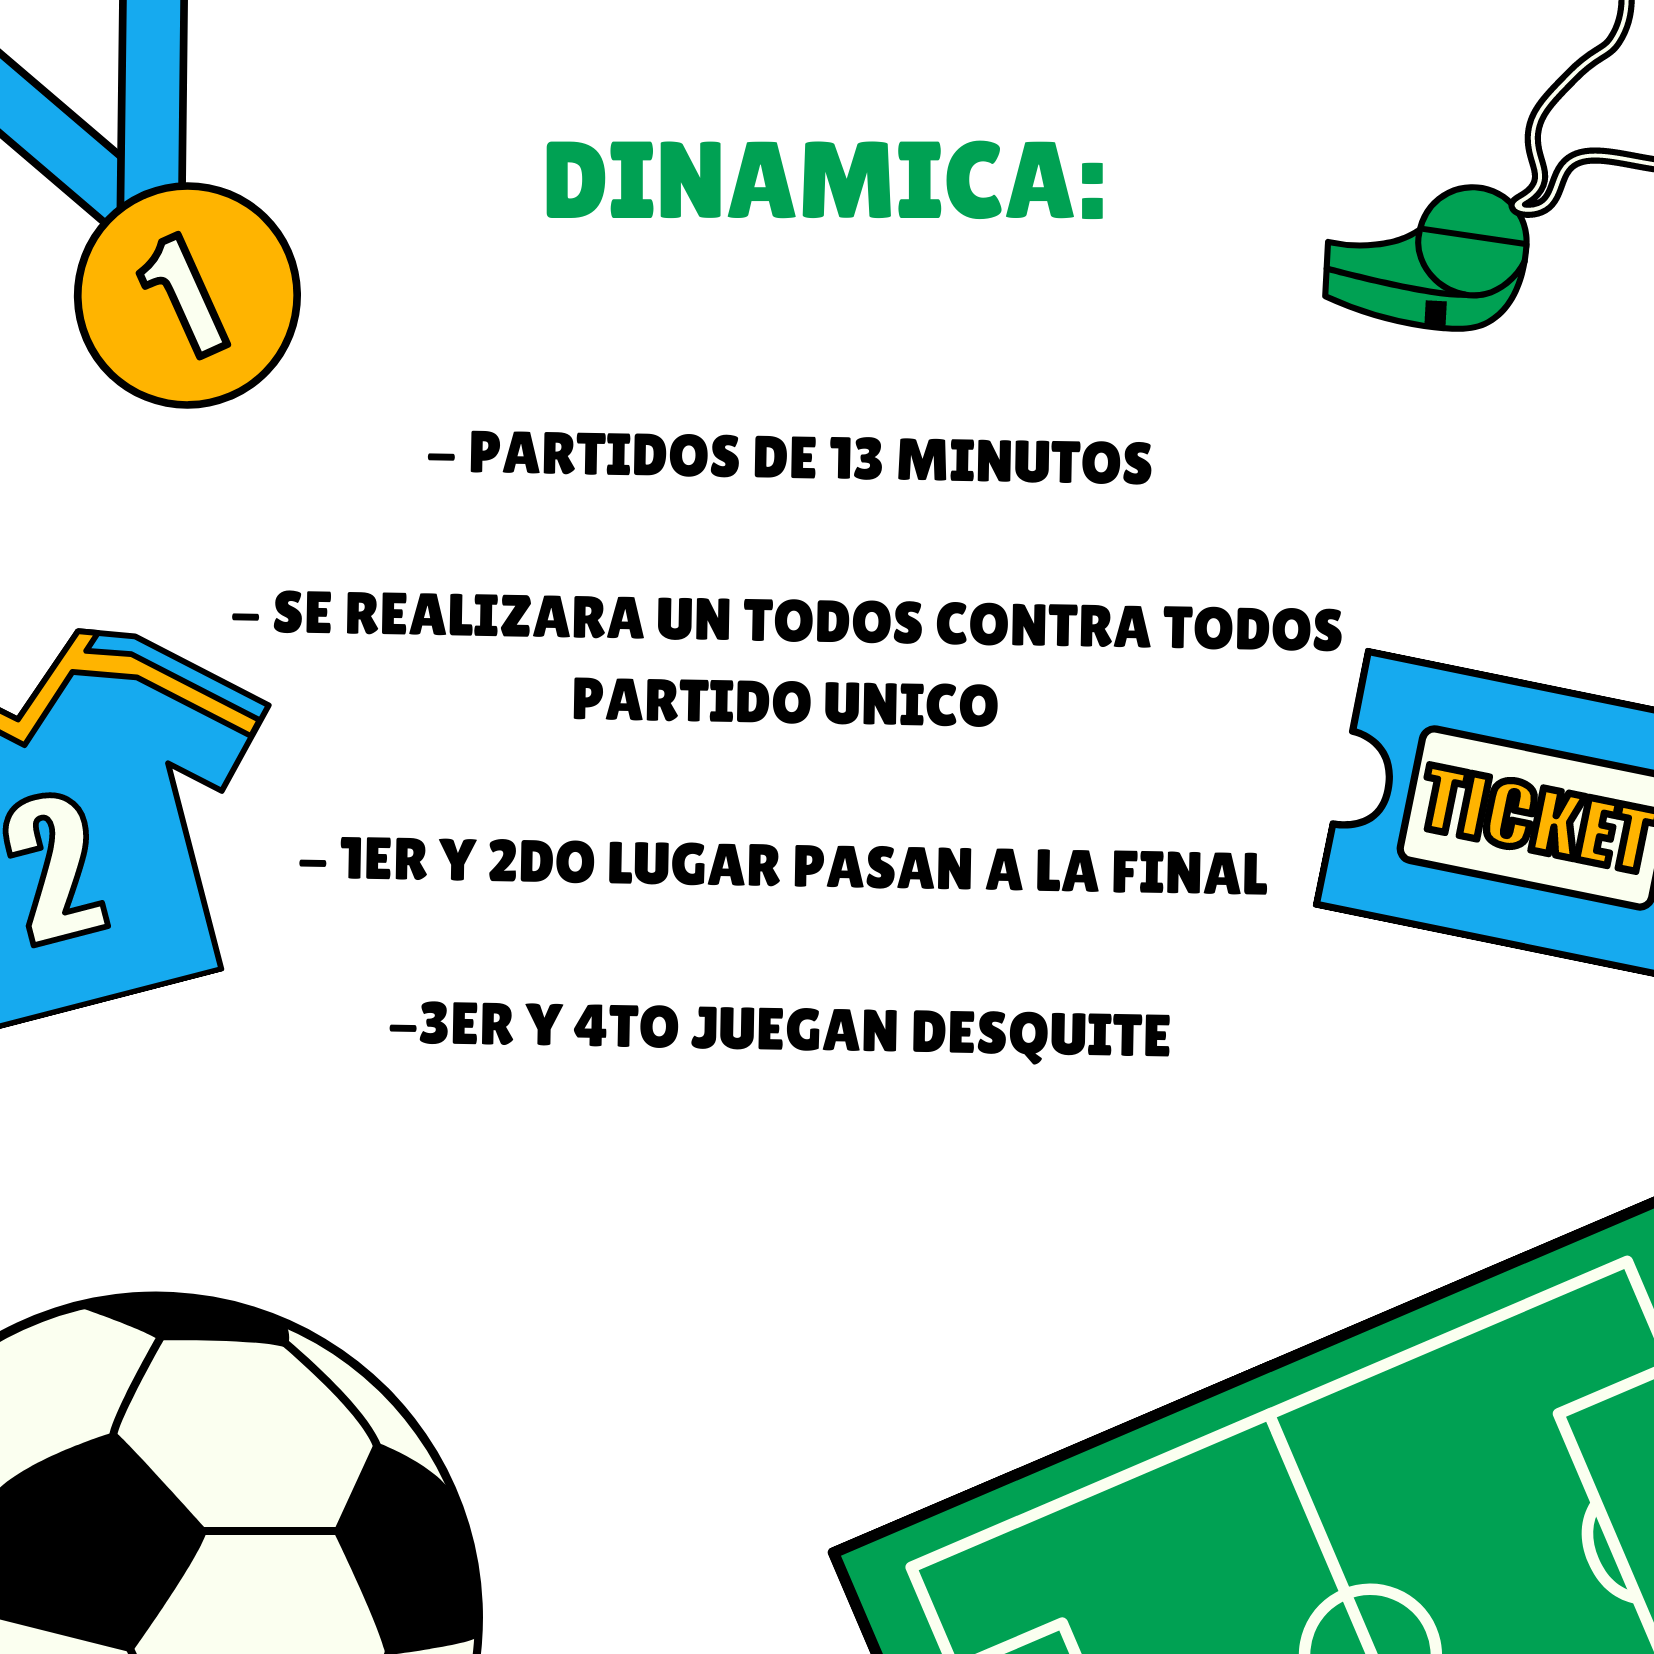 DINAMICA:
1
- PARTIDOS DE 13 MINUTOS
- SE REALIZARA UN TODOS CONTRA TODOS
PARTIDO UNICO
2
TICKET
- 1ER Y 2DO LUGAR PASAN A LA FINAL
-3ER Y 4TO JUEGAN DESQUITE